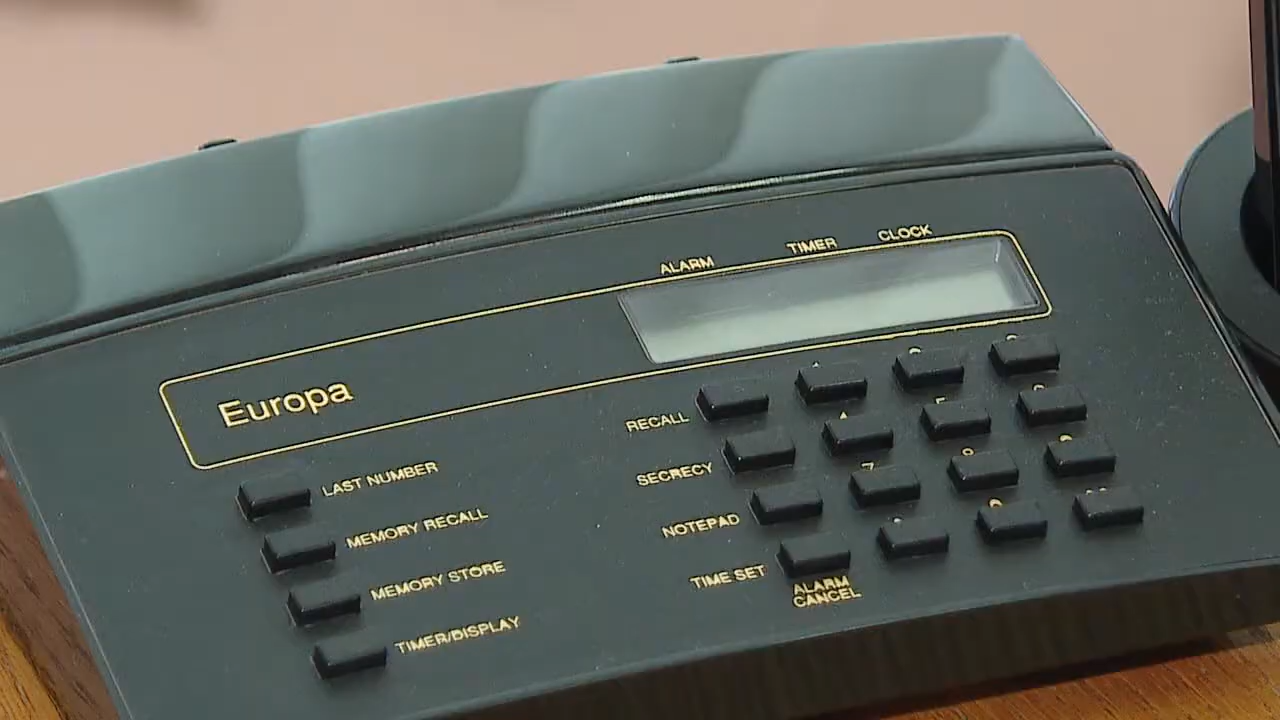 ALARM TIMER CLOCK
Europa
LAST NUMBER
MEMORY RECALL
MEMORY STORE
TIMER/DISPLAY
RECALL
SECRECY
NOTEPAD
TIME SET
ALARM
CANCEL